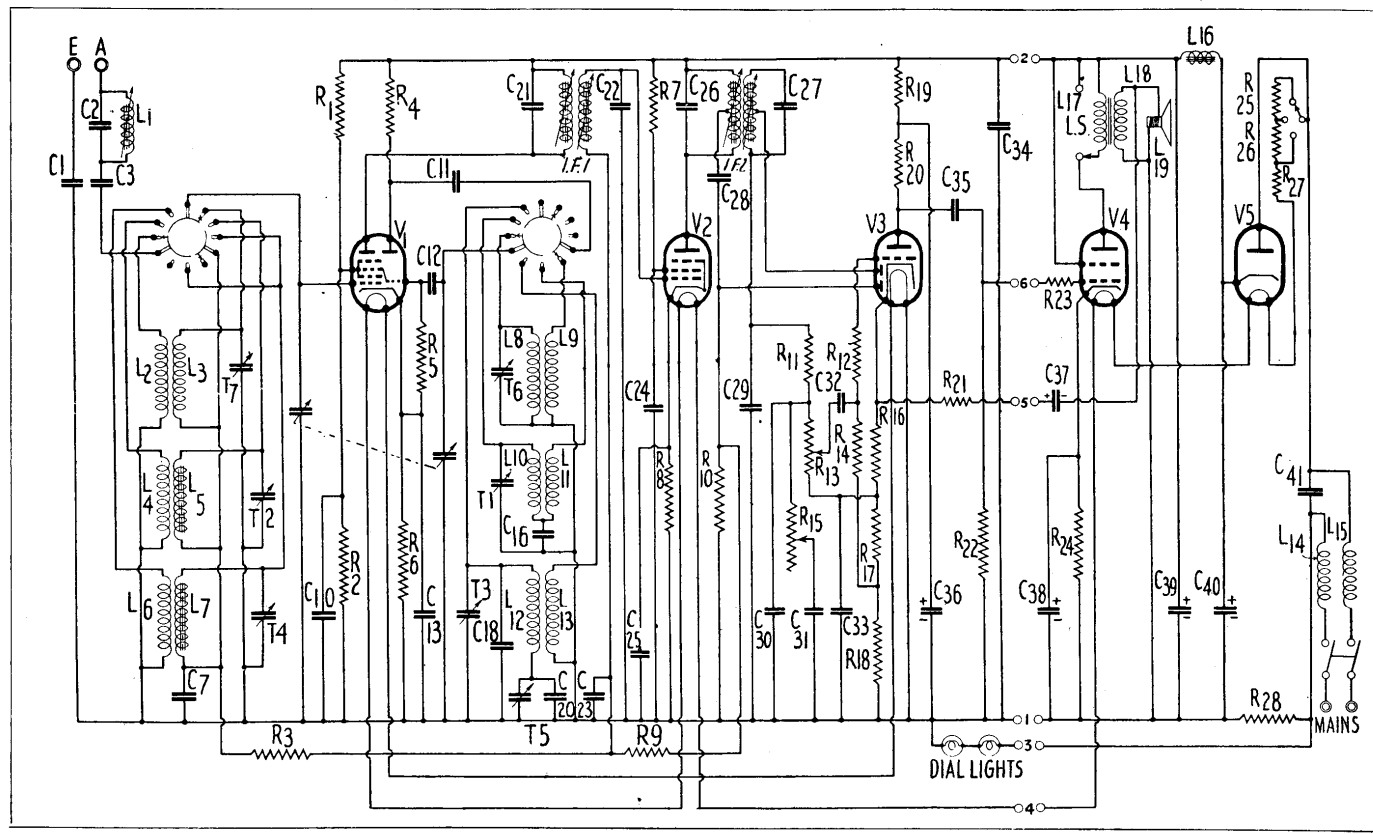 E A
L16
C2 L1
C1 C3
R1 R4
C21 C22
I.F.1
R7 C26 C27
I.F.2
C28
R19
R20
C34
C35
L17
L.S.
L18
L19
R25
R26
R27
C11
V1
C12
V2
V3
V4
V5
2
6
R23
L2 L3
T7
R5
L8 L9
T6
C24
C29
R11
R12
C32
R21
5
C37
R16
L4 L5
T2
L10 L11
T1
C16
R8
R10
R13
R14
R15
R17
R22
R24
C41
L14 L15
L6 L7
T4
C7
C10
R2
R6
C13
T3
C18
L12 L13
C20
C23
T5
C25
C30
C31
C33
R18
C36
C38
C39
C40
R28
MAINS
1
R3
R9
3
DIAL LIGHTS
4